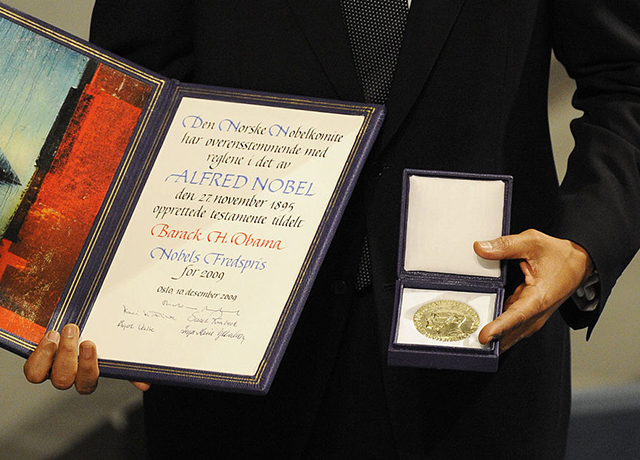 Den Norske Nobelkomite
har overensstemmende med
reglene i det av
ALFRED NOBEL
den 27. november 1895
opprettede testamente tildelt
Barack H. Obama
Nobels Fredspris
for 2009
Oslo, 10. desember 2009